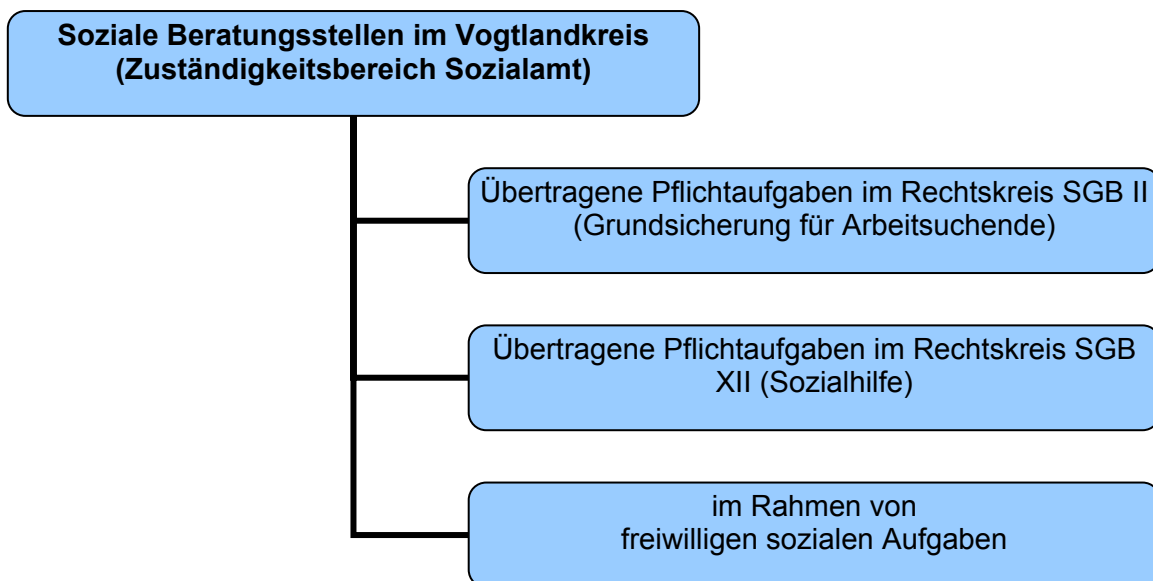 Soziale Beratungsstellen im Vogtlandkreis
(Zuständigkeitsbereich Sozialamt)
Übertragene Pflichtaufgaben im Rechtskreis SGB II
(Grundsicherung für Arbeitsuchende)
Übertragene Pflichtaufgaben im Rechtskreis SGB
XII (Sozialhilfe)
im Rahmen von
freiwilligen sozialen Aufgaben